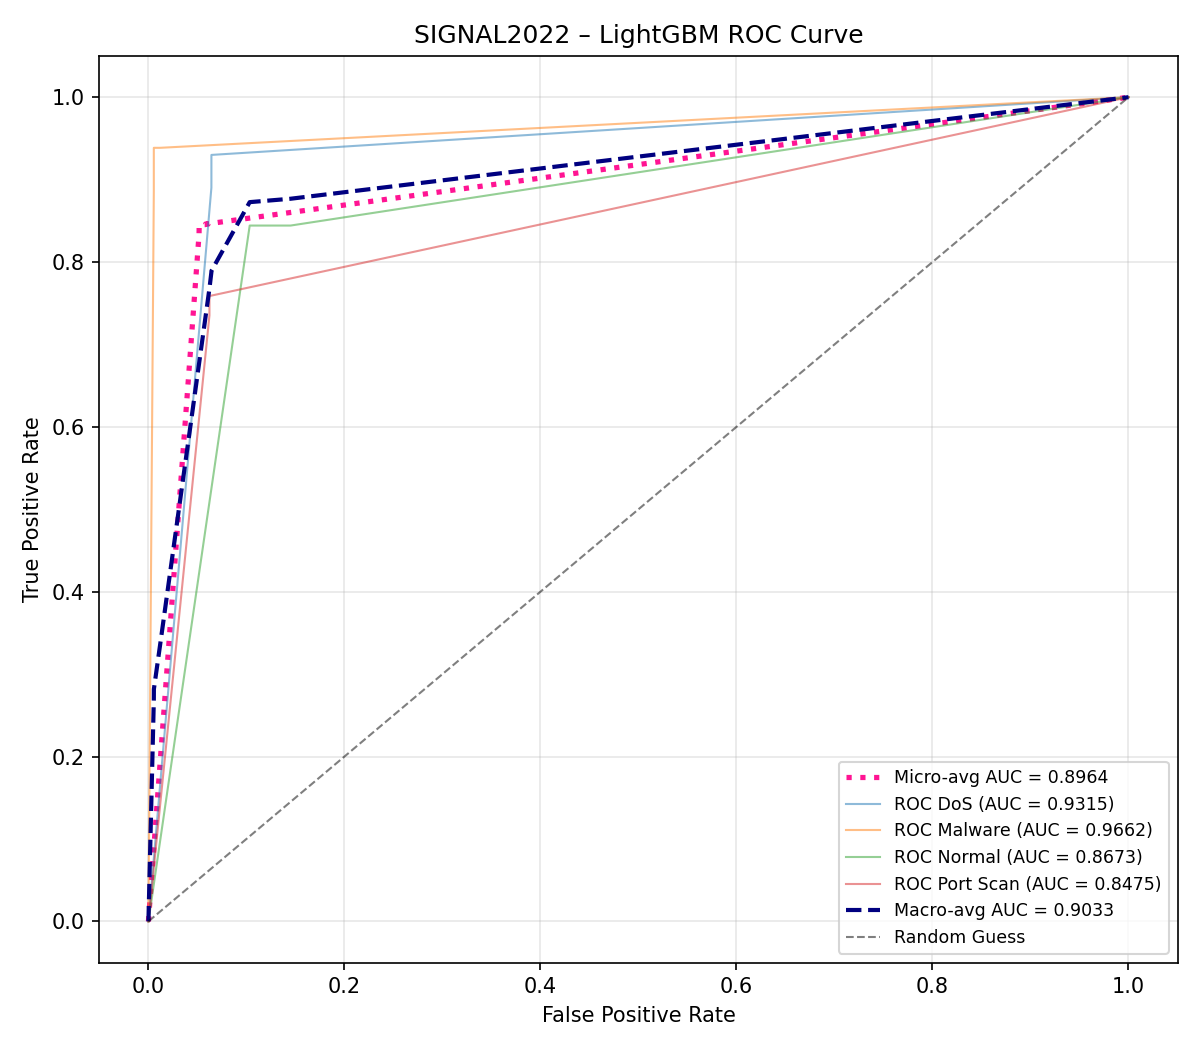 SIGNAL2022 – LightGBM ROC Curve
True Positive Rate
1.0
0.8
0.6
0.4
0.2
0.0
Micro-avg AUC = 0.8964
ROC DoS (AUC = 0.9315)
ROC Malware (AUC = 0.9662)
ROC Normal (AUC = 0.8673)
ROC Port Scan (AUC = 0.8475)
Macro-avg AUC = 0.9033
Random Guess
0.0 0.2 0.4 0.6 0.8 1.0
False Positive Rate